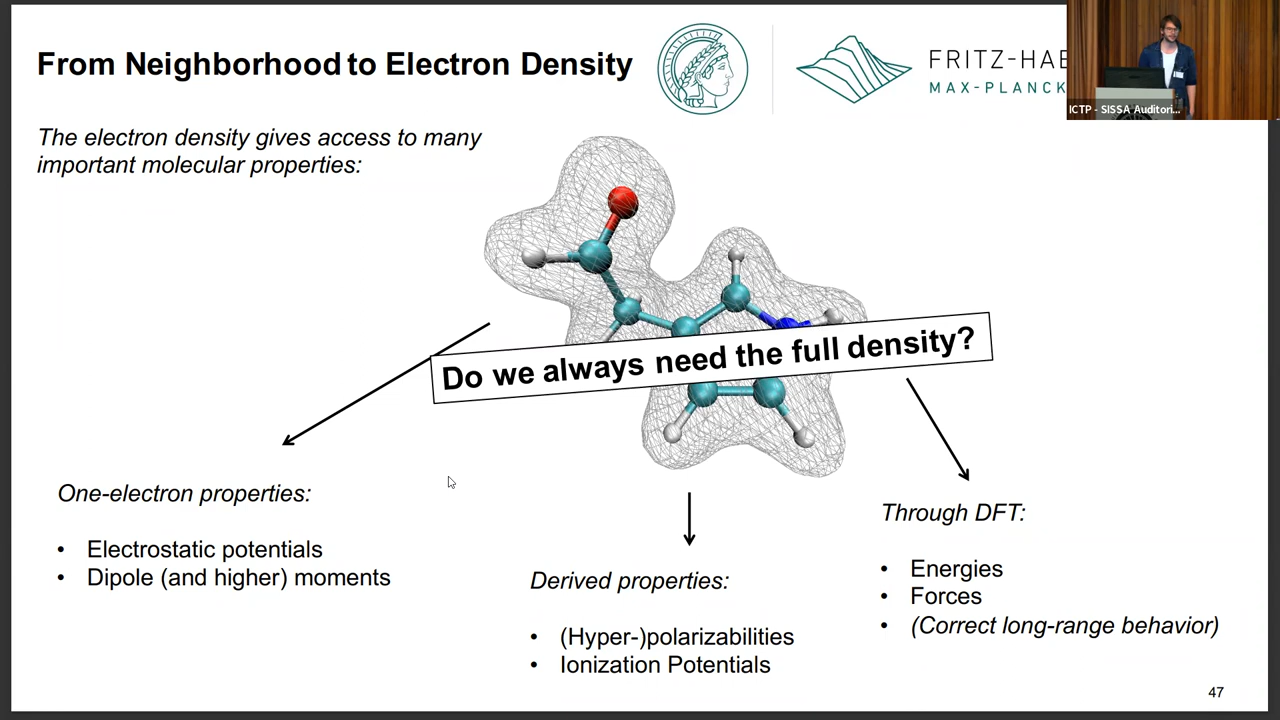 From Neighborhood to Electron Density
FRITZ-HAB
MAX-PLANCK
ICTP - SISSA Auditori...
The electron density gives access to many
important molecular properties:
Do we always need the full density?
One-electron properties:
• Electrostatic potentials
• Dipole (and higher) moments
Derived properties:
• (Hyper-)polarizabilities
• Ionization Potentials
Through DFT:
• Energies
• Forces
• (Correct long-range behavior)
47